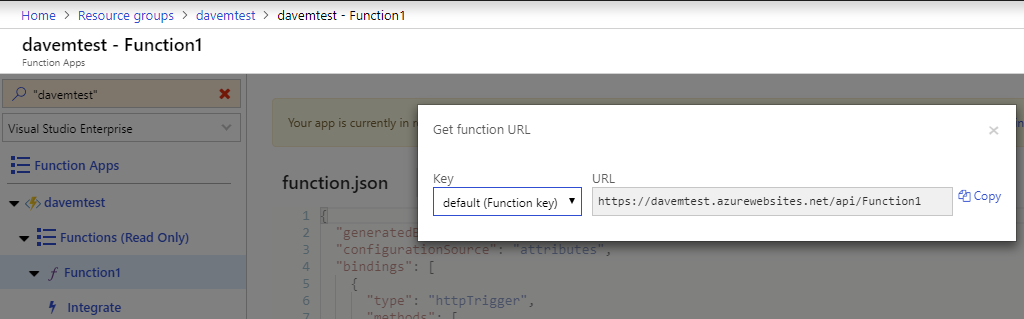 Home > Resource groups > davemtest > davemtest - Function1
davemtest - Function1
Function Apps
"davemtest"
Visual Studio Enterprise
Function Apps
davemtest
Functions (Read Only)
Function1
Integrate
Your app is currently in
Get function URL
Key
default (Function key)
URL
https://davemtest.azurewebsites.net/api/Function1
Copy
function.json
1 {
2 "generatedB
3 "configurationSource": "attributes",
4 "bindings": [
5 {
6 "type": "httpTrigger",
7 "methods": [